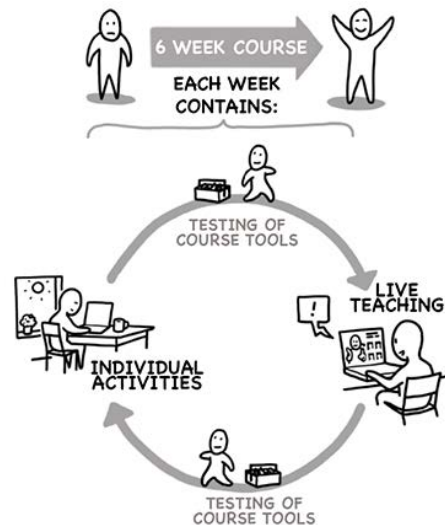 6 WEEK COURSE
EACH WEEK
CONTAINS:
TESTING OF
COURSE TOOLS
LIVE
TEACHING
!
INDIVIDUAL
ACTIVITIES
TESTING OF
COURSE TOOLS